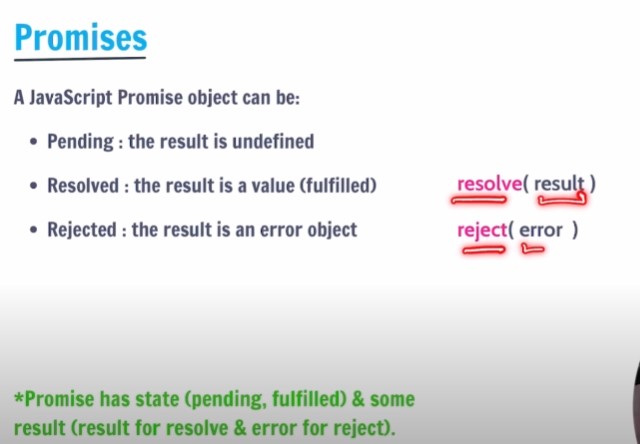 Promises
A JavaScript Promise object can be:
• Pending : the result is undefined
• Resolved : the result is a value (fulfilled) resolve( result )
• Rejected : the result is an error object reject( error )
*Promise has state (pending, fulfilled) & some
result (result for resolve & error for reject).